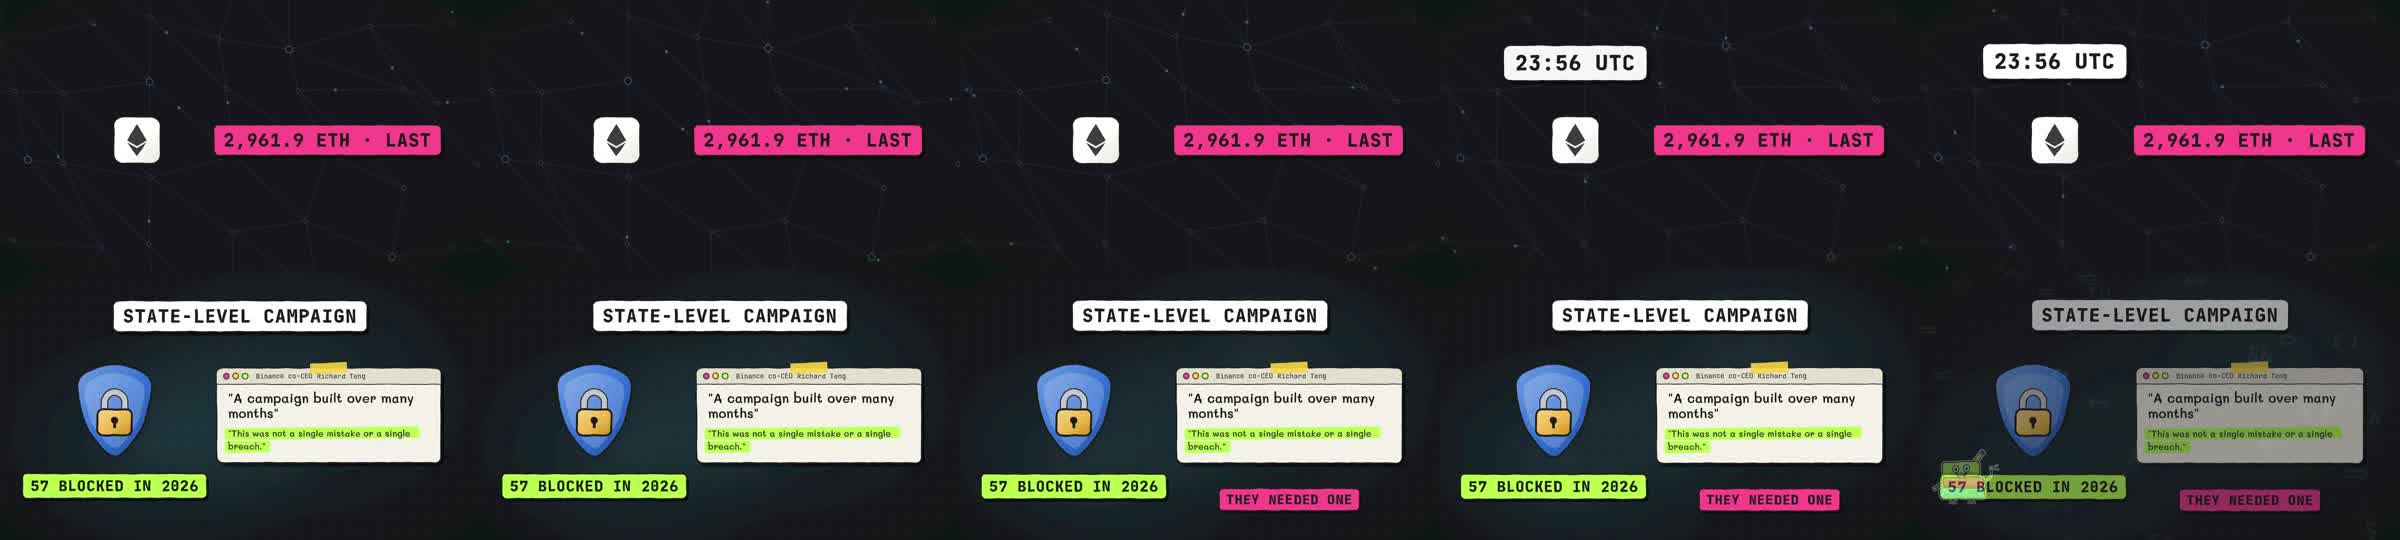 2,961.9 ETH · LAST
2,961.9 ETH · LAST
2,961.9 ETH · LAST
23:56 UTC
2,961.9 ETH · LAST
23:56 UTC
2,961.9 ETH · LAST
STATE-LEVEL CAMPAIGN
Binance co-CEO Richard Teng
"A campaign built over many
months"
"This was not a single mistake or a single
breach."
57 BLOCKED IN 2026
STATE-LEVEL CAMPAIGN
Binance co-CEO Richard Teng
"A campaign built over many
months"
"This was not a single mistake or a single
breach."
57 BLOCKED IN 2026
STATE-LEVEL CAMPAIGN
Binance co-CEO Richard Teng
"A campaign built over many
months"
"This was not a single mistake or a single
breach."
57 BLOCKED IN 2026
THEY NEEDED ONE
STATE-LEVEL CAMPAIGN
Binance co-CEO Richard Teng
"A campaign built over many
months"
"This was not a single mistake or a single
breach."
57 BLOCKED IN 2026
THEY NEEDED ONE
STATE-LEVEL CAMPAIGN
Binance co-CEO Richard Teng
"A campaign built over many
months"
"This was not a single mistake or a single
breach."
57 BLOCKED IN 2026
THEY NEEDED ONE